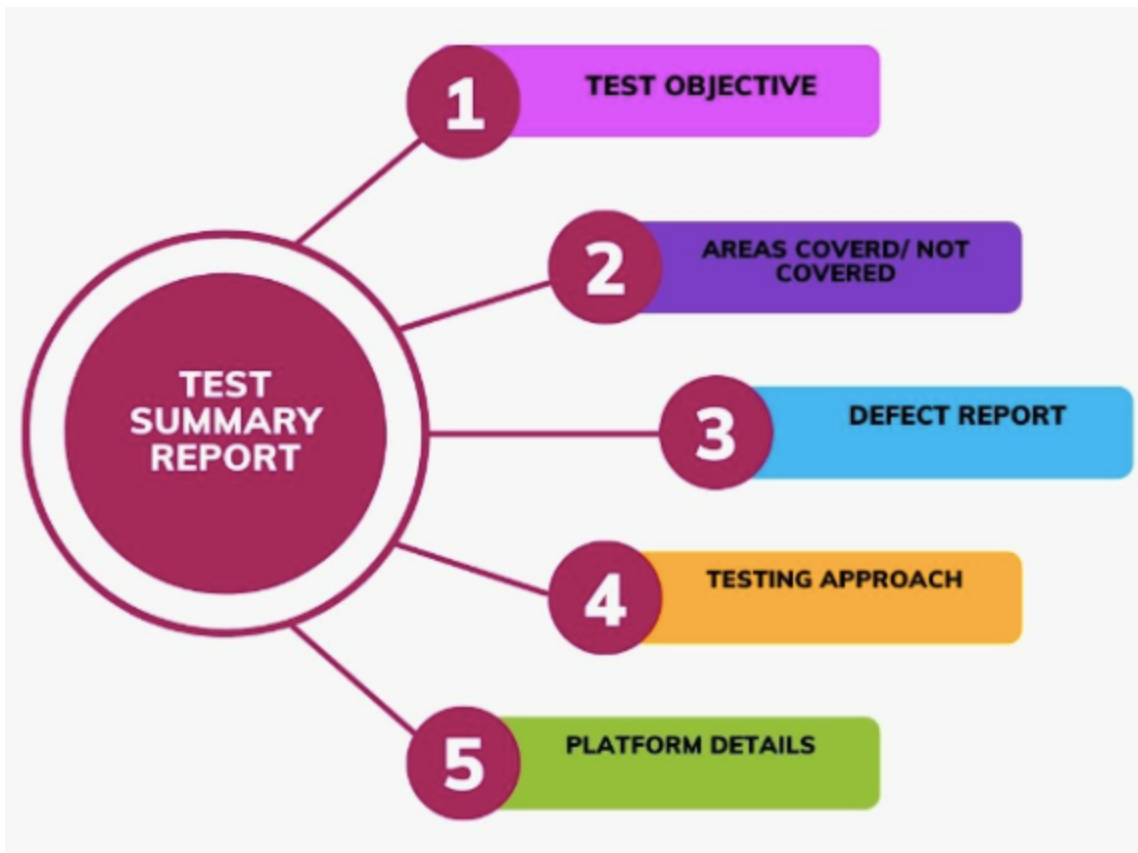 1
TEST OBJECTIVE
2
AREAS COVERD/ NOT
COVERED
TEST
SUMMARY
REPORT
3
DEFECT REPORT
4
TESTING APPROACH
5
PLATFORM DETAILS